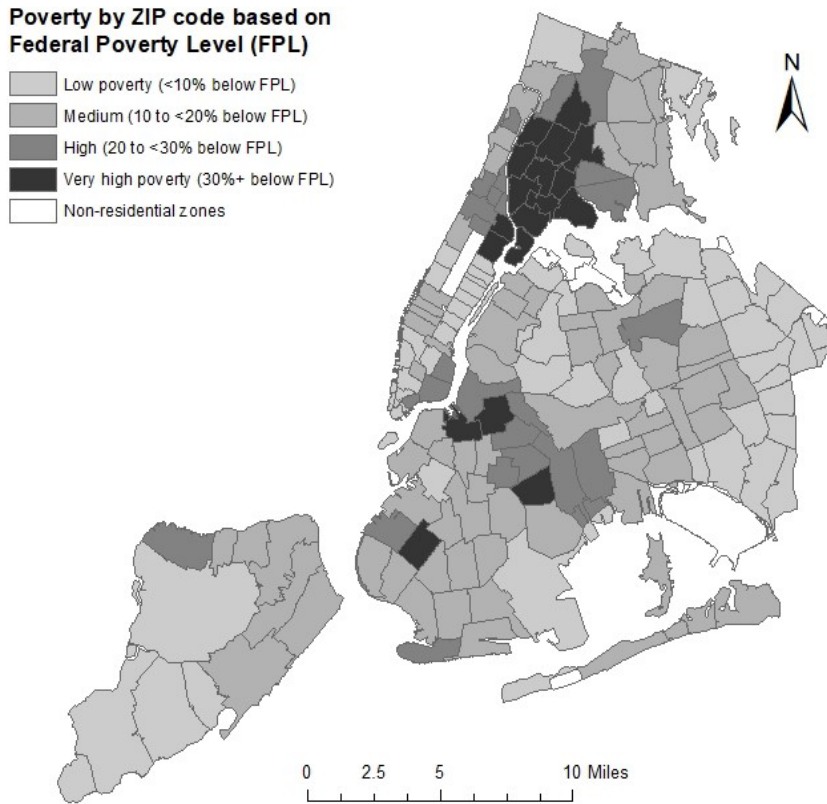 Poverty by ZIP code based on
Federal Poverty Level (FPL)
Low poverty (<10% below FPL)
Medium (10 to <20% below FPL)
High (20 to <30% below FPL)
Very high poverty (30%+ below FPL)
Non-residential zones
N
0 2.5 5 10 Miles